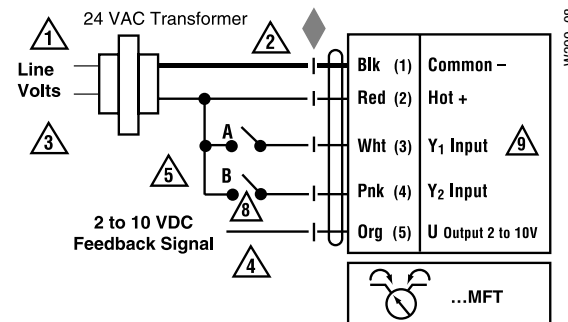 24 VAC Transformer
1
2
Line
Volts
3
Blk (1) Common –
Red (2) Hot +
A
Wht (3) Y1 Input
9
5
B
Pnk (4) Y2 Input
8
2 to 10 VDC
Feedback Signal
Org (5) U Output 2 to 10V
4
...MFT